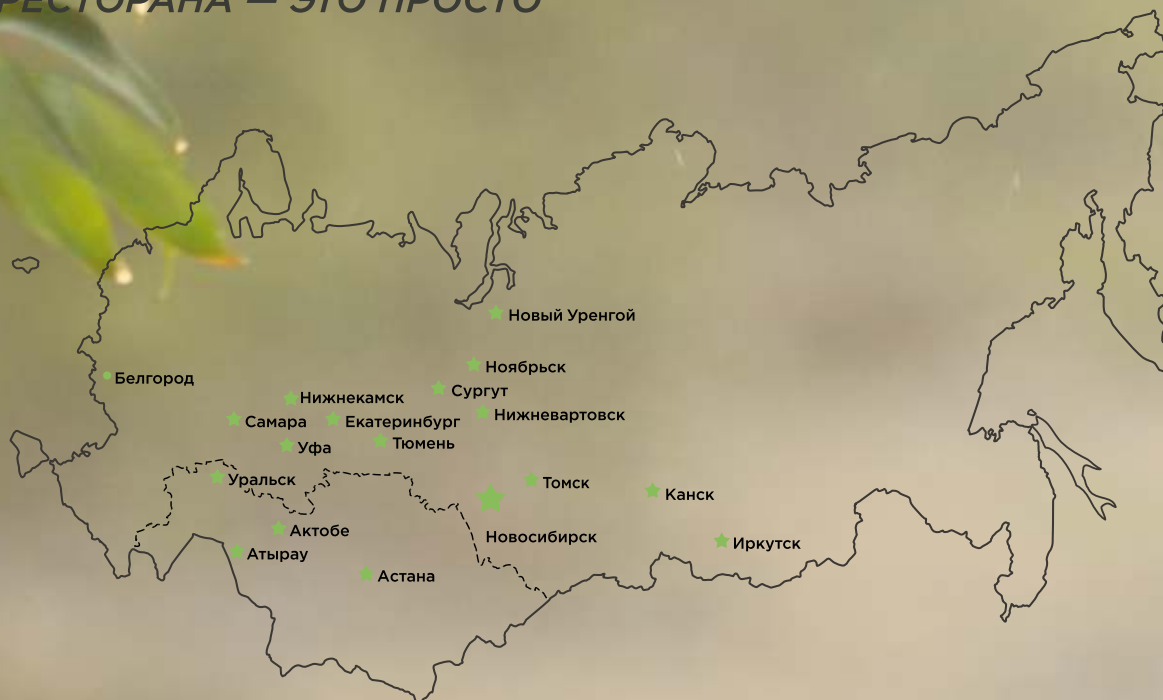 РЕСТОРАНА — ЭТО ПРОСТО
Новый Уренгой
Ноябрьск
Белгород
Сургут
Нижнекамск
Нижневартовск
Самара
Екатеринбург
Тюмень
Уфа
Уральск
Томск
Канск
Актобе
Новосибирск
Иркутск
Атырау
Астана